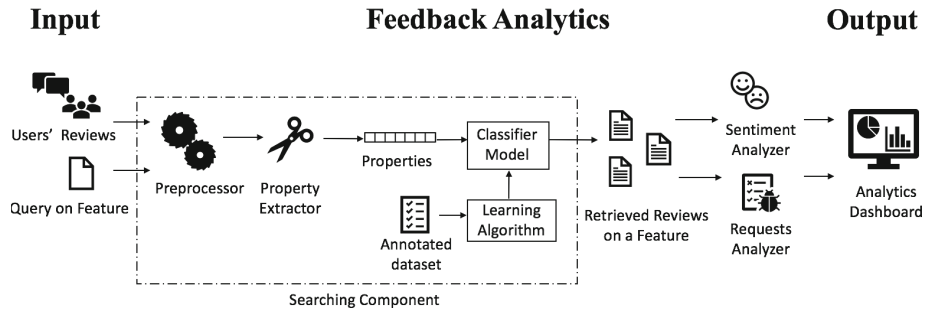 Input
Feedback Analytics
Output
Users' Reviews
Query on Feature
Preprocessor
Property
Extractor
Properties
Classifier
Model
Annotated
dataset
Learning
Algorithm
Searching Component
Retrieved Reviews
on a Feature
Sentiment
Analyzer
Requests
Analyzer
Analytics
Dashboard